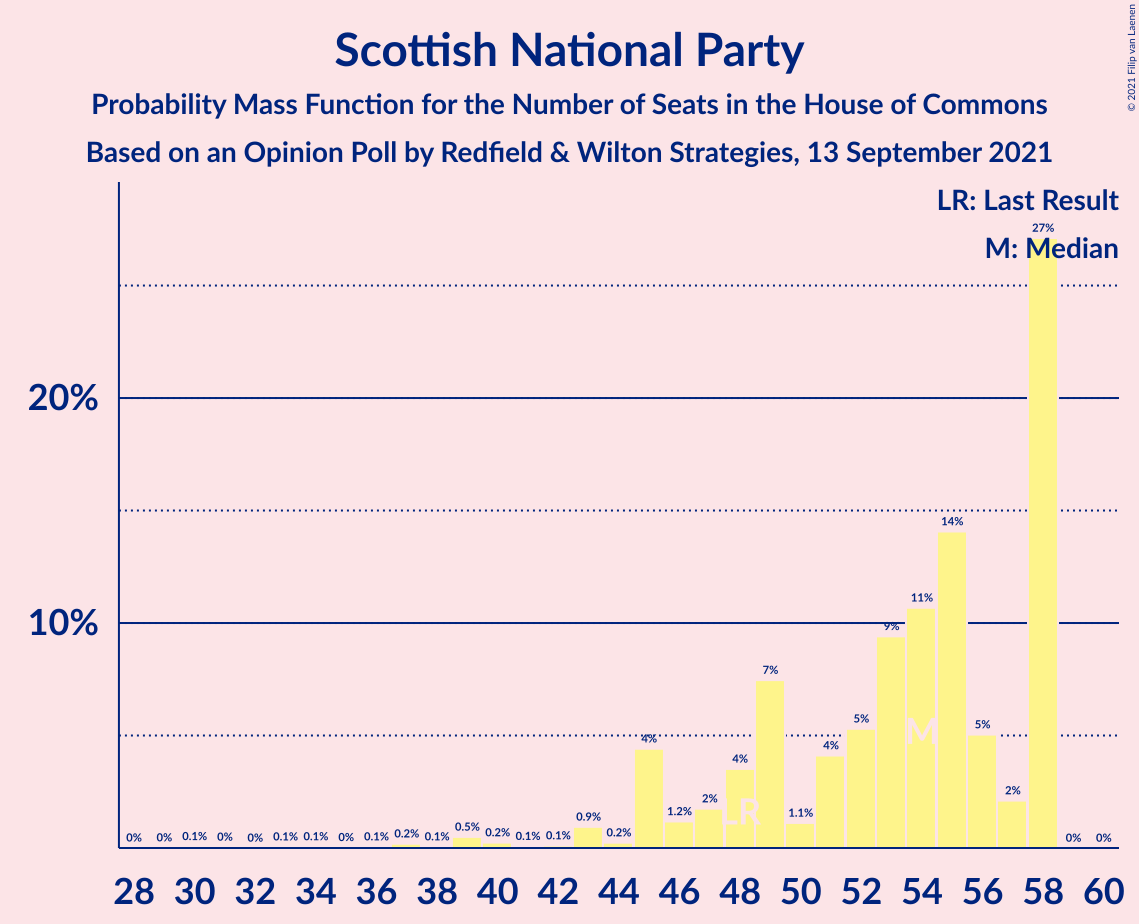 Scottish National Party
Probability Mass Function for the Number of Seats in the House of Commons
Based on an Opinion Poll by Redfield & Wilton Strategies, 13 September 2021
© 2021 Filip van Laenen
LR: Last Result
M: Median
20%
10%
0% 0% 0.1% 0% 0% 0.1% 0.1% 0% 0.1% 0.2% 0.1% 0.5% 0.2% 0.1% 0.1% 0.9% 0.2% 4% 1.2% 2% 4% 7% 1.1% 4% 5% 9% 11% 14% 5% 2% 27% 0% 0%
LR
M
28 30 32 34 36 38 40 42 44 46 48 50 52 54 56 58 60